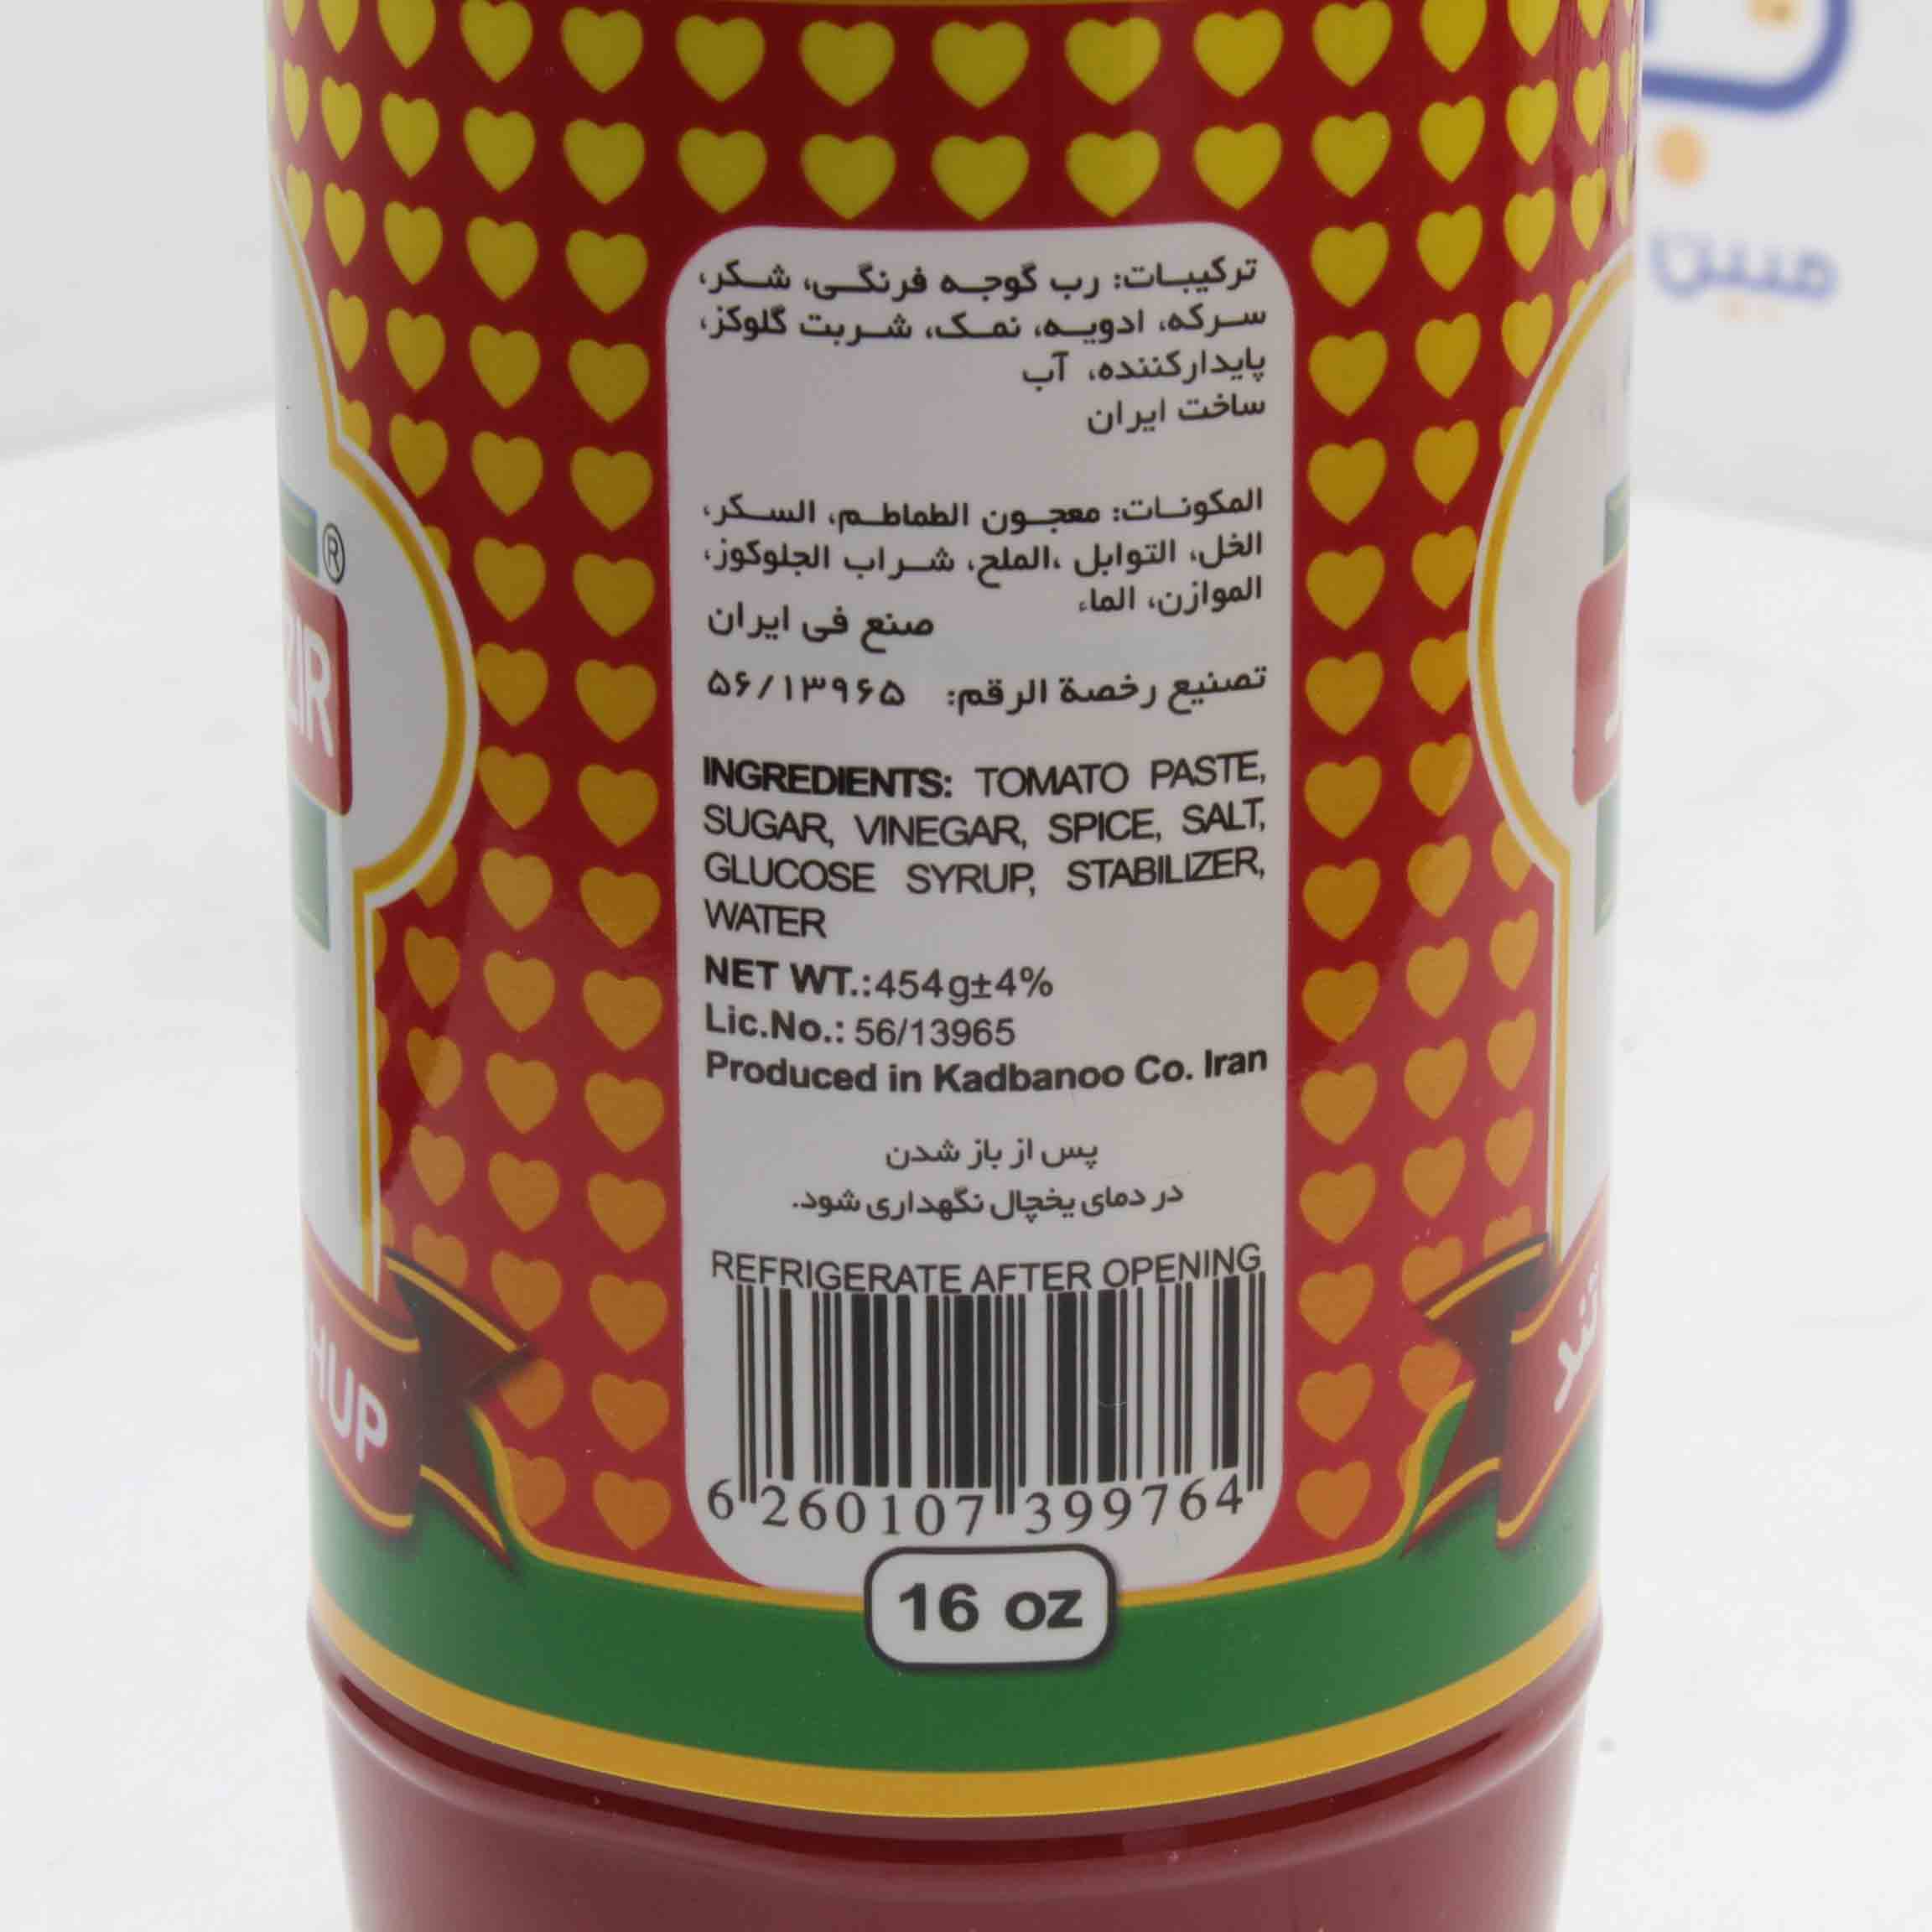 ترکیبات: رب گوجه فرنگی، شکر،
سرکه، ادویه، نمک، شربت گلوکز،
پایدارکننده، آب
ساخت ایران
المکونات: معجون الطماطم، السکر،
الخل، التوابل ،الملح، شراب الجلوکوز،
الموازن، الماء
صنع فی ایران
تصنیع رخصة الرقم: ۵۶/۱۳۹۶۵
INGREDIENTS: TOMATO PASTE,
SUGAR, VINEGAR, SPICE, SALT,
GLUCOSE SYRUP, STABILIZER,
WATER
NET WT.:454g±4%
Lic.No.: 56/13965
Produced in Kadbanoo Co. Iran
پس از باز شدن
در دمای یخچال نگهداری شود.
REFRIGERATE AFTER OPENING
6 260107 399764
16 oz
®
تند
مبین